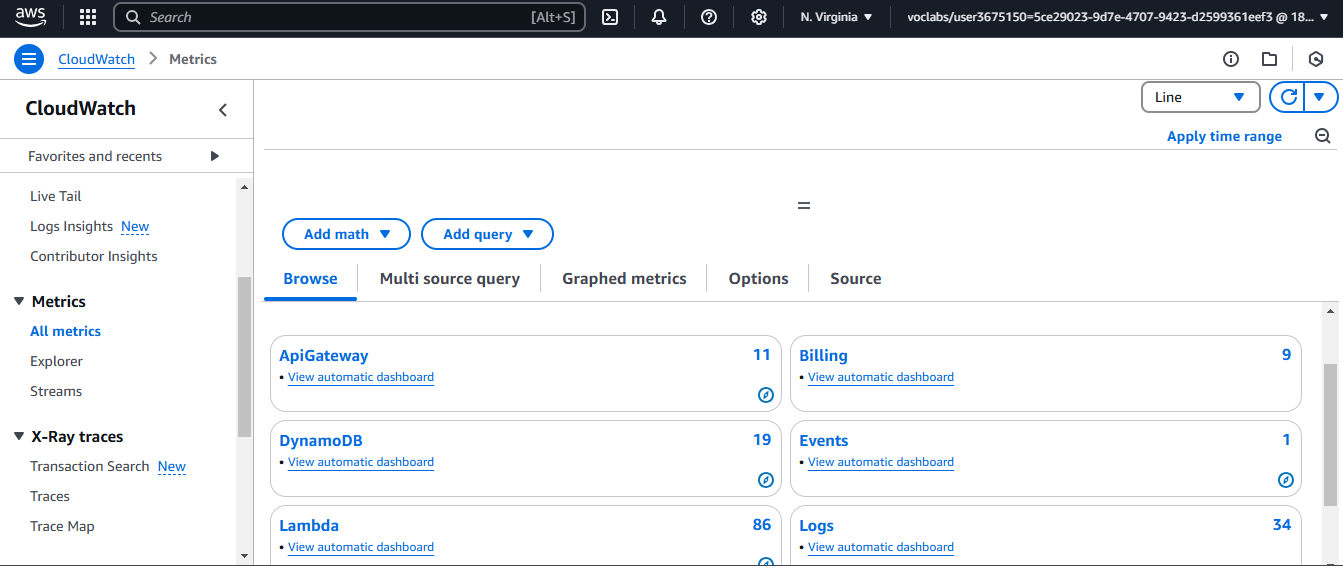 aws
Search [Alt+S]
N. Virginia
voclabs/user3675150=5ce29023-9d7e-4707-9423-d2599361eef3 @ 18...
CloudWatch > Metrics
CloudWatch
Favorites and recents
Live Tail
Logs Insights New
Contributor Insights
Metrics
All metrics
Explorer
Streams
X-Ray traces
Transaction Search New
Traces
Trace Map
Line
Apply time range
Add math
Add query
Browse
Multi source query
Graphed metrics
Options
Source
ApiGateway 11
• View automatic dashboard
Billing 9
• View automatic dashboard
DynamoDB 19
• View automatic dashboard
Events 1
• View automatic dashboard
Lambda 86
• View automatic dashboard
Logs 34
• View automatic dashboard